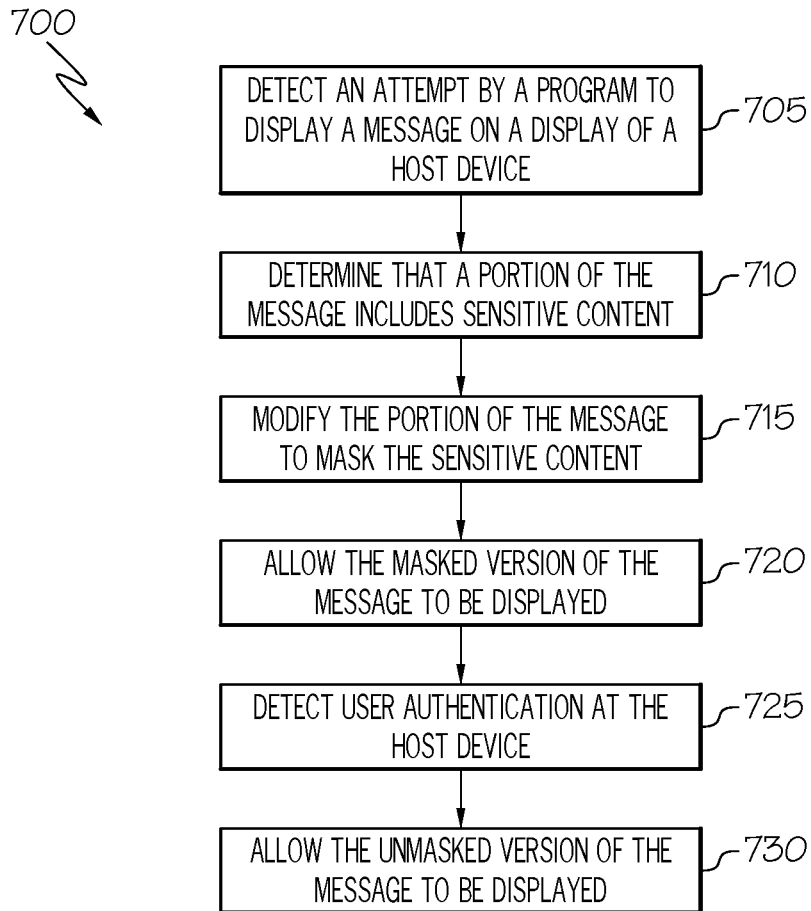 700
DETECT AN ATTEMPT BY A PROGRAM TO
DISPLAY A MESSAGE ON A DISPLAY OF A
HOST DEVICE
705
DETERMINE THAT A PORTION OF THE
MESSAGE INCLUDES SENSITIVE CONTENT
710
MODIFY THE PORTION OF THE MESSAGE
TO MASK THE SENSITIVE CONTENT
715
ALLOW THE MASKED VERSION OF THE
MESSAGE TO BE DISPLAYED
720
DETECT USER AUTHENTICATION AT THE
HOST DEVICE
725
ALLOW THE UNMASKED VERSION OF THE
MESSAGE TO BE DISPLAYED
730